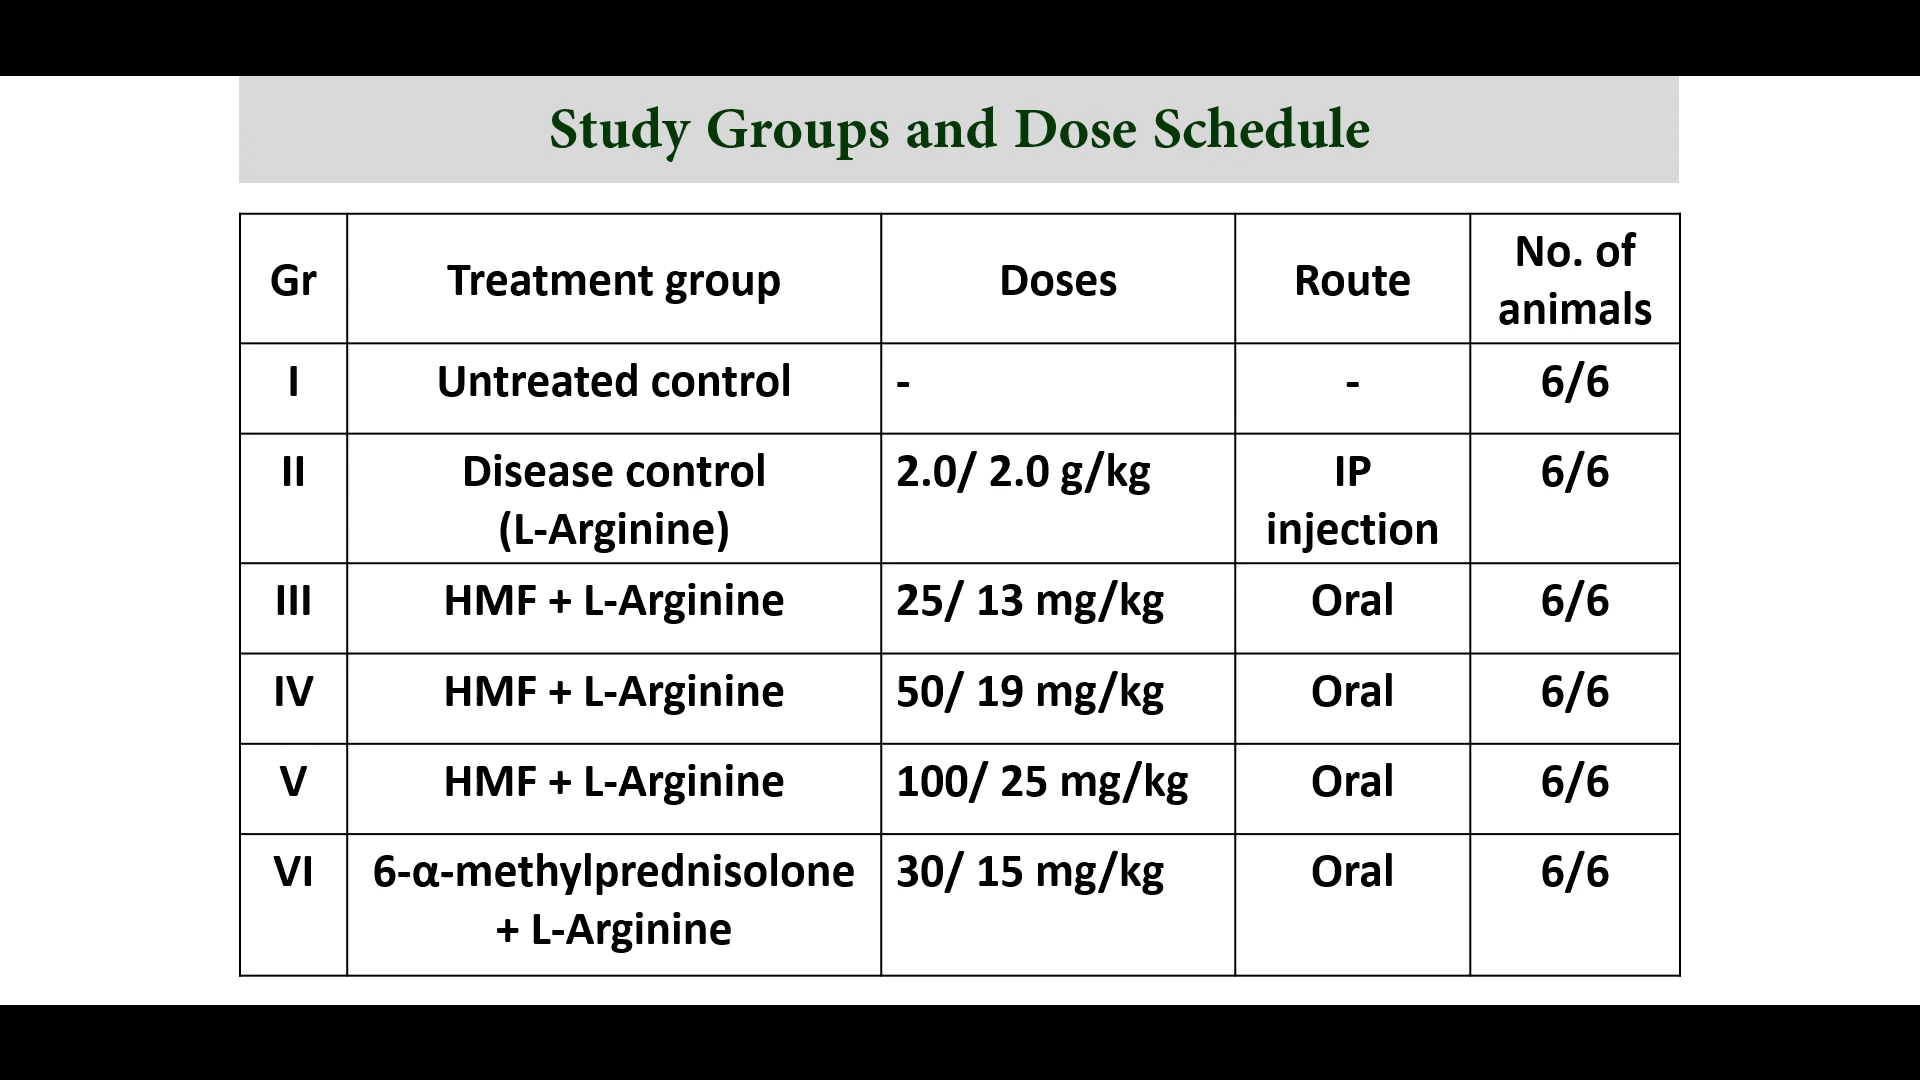 Study Groups and Dose Schedule
Gr Treatment group Doses Route No. of animals
I Untreated control - - 6/6
II Disease control (L-Arginine) 2.0/ 2.0 g/kg IP injection 6/6
III HMF + L-Arginine 25/ 13 mg/kg Oral 6/6
IV HMF + L-Arginine 50/ 19 mg/kg Oral 6/6
V HMF + L-Arginine 100/ 25 mg/kg Oral 6/6
VI 6-α-methylprednisolone + L-Arginine 30/ 15 mg/kg Oral 6/6